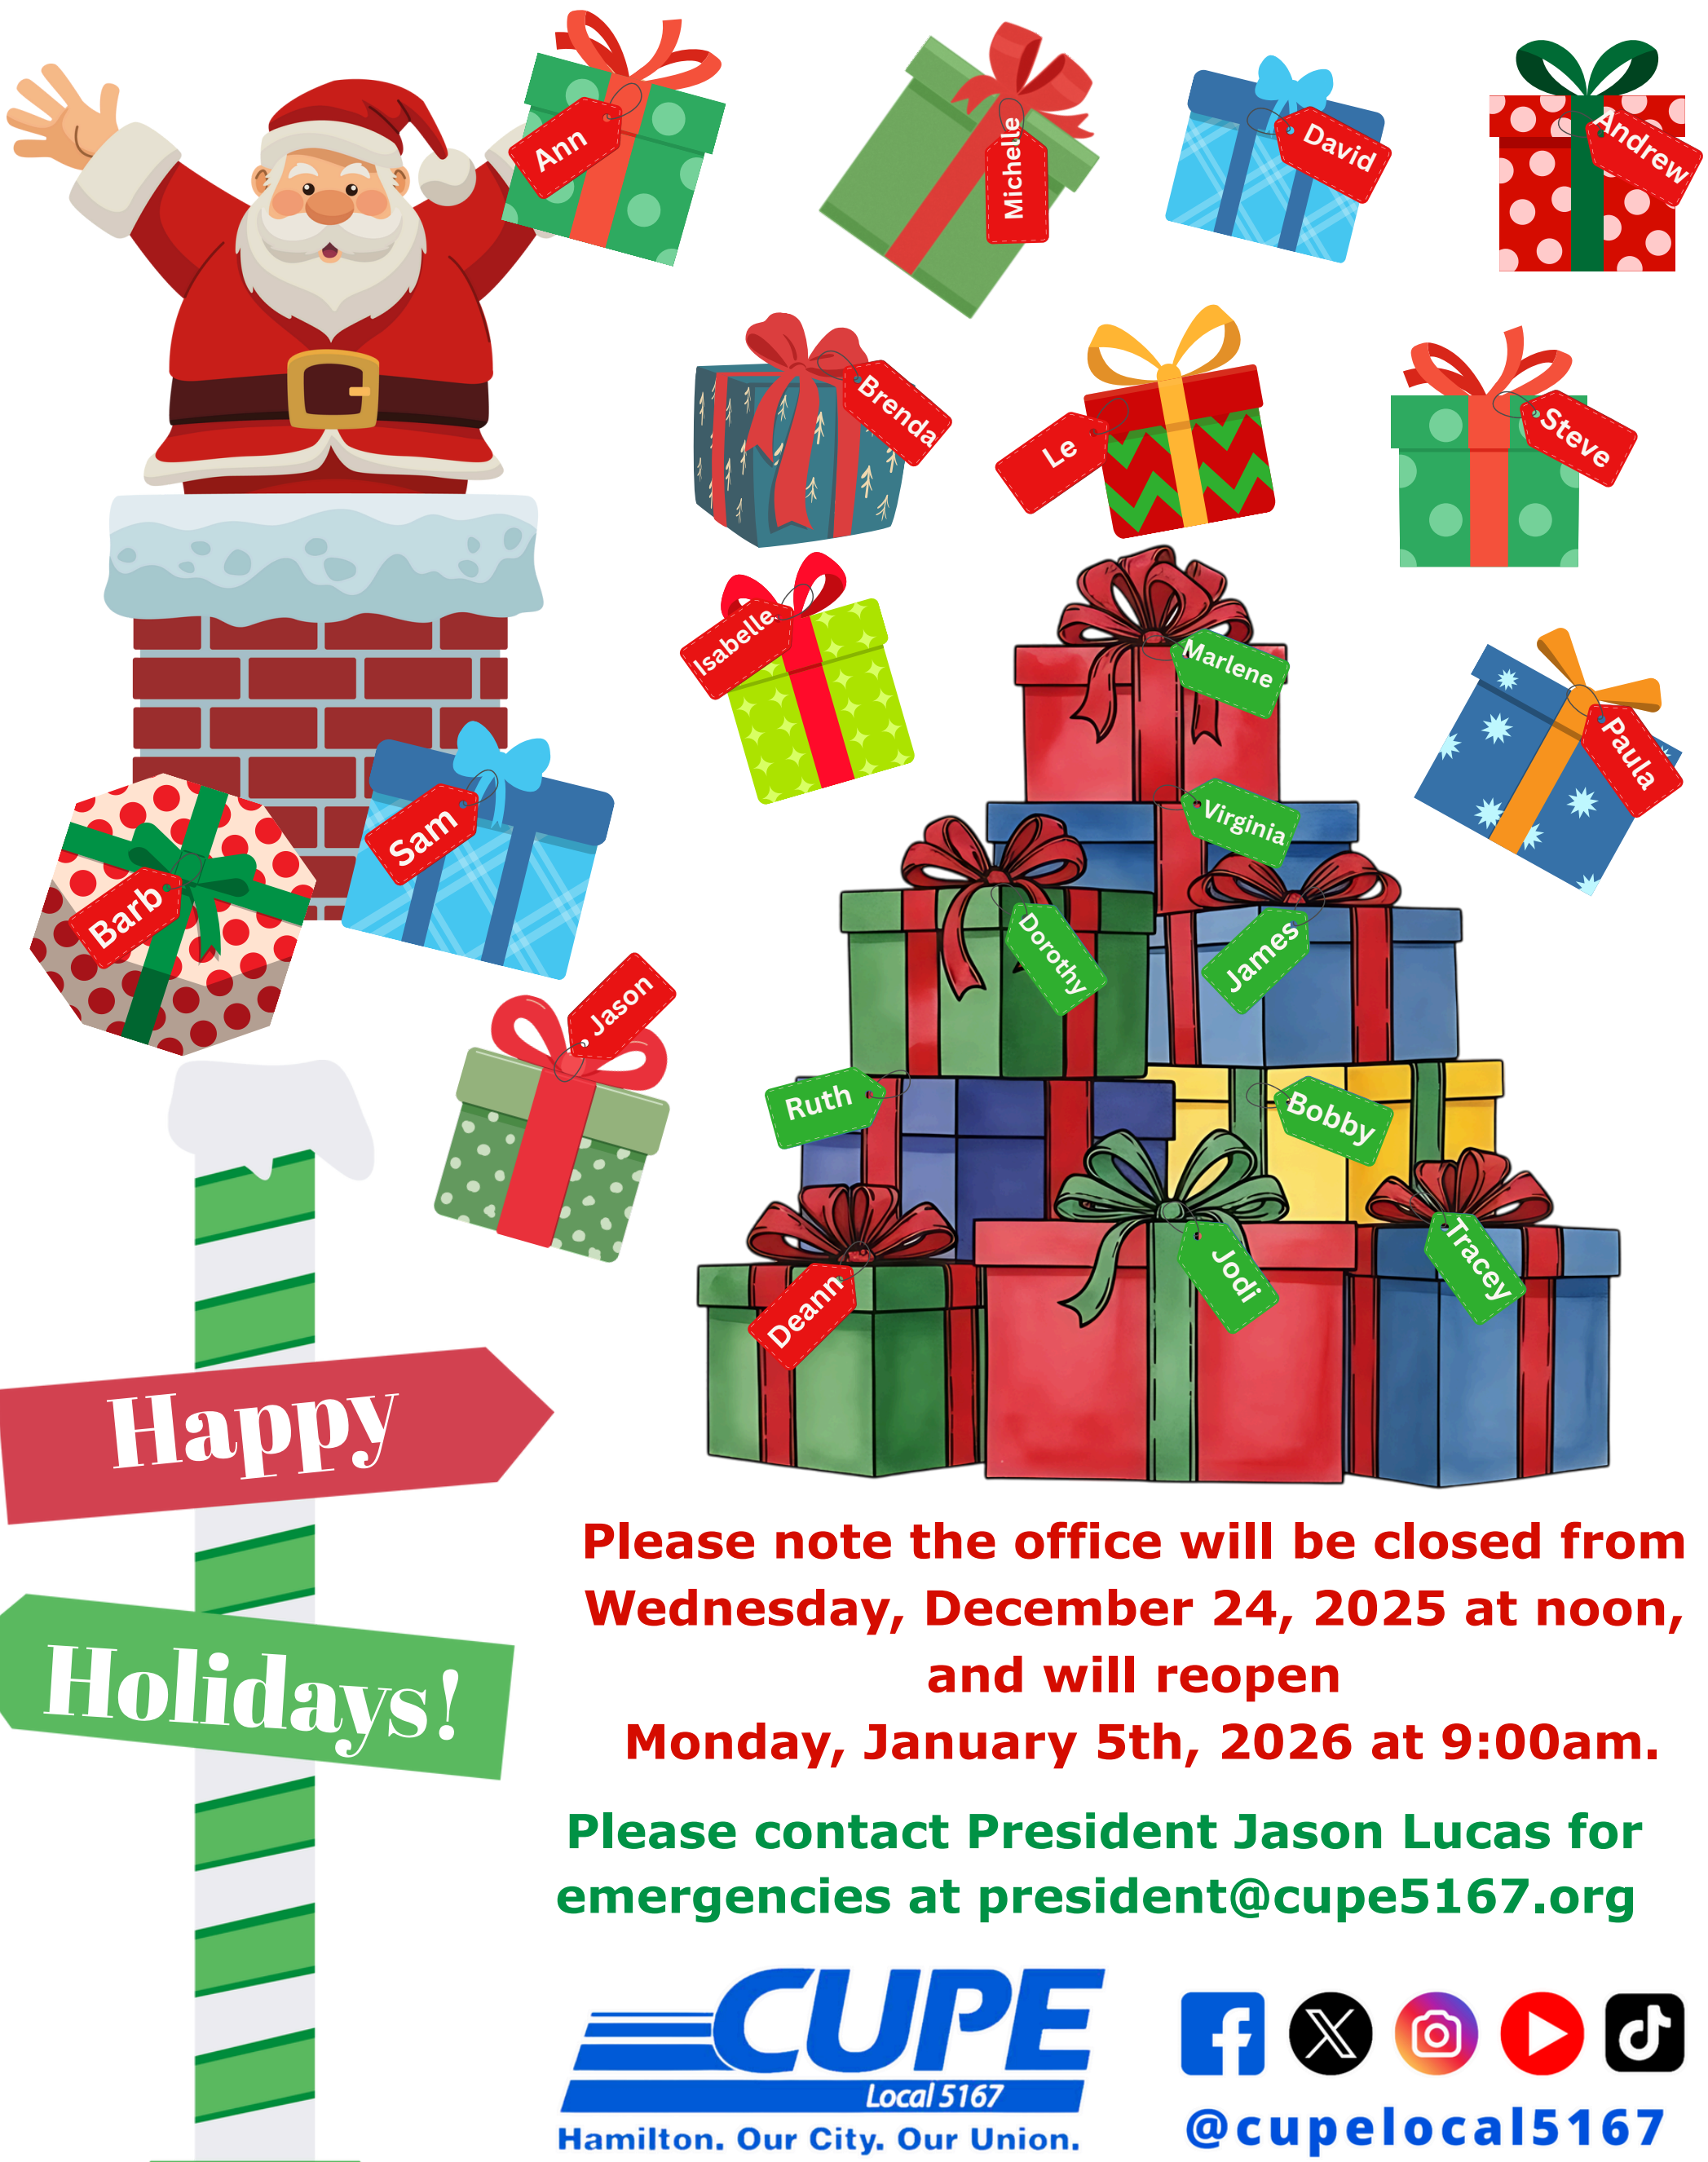 Ann
Michelle
David
Andrew
Brenda
Le
Steve
Isabelle
Marlene
Paula
Virginia
Sam
Barb
Dorothy
James
Jason
Ruth
Bobby
Deann
Jodi
Tracey
Happy
Holidays!
Please note the office will be closed from
Wednesday, December 24, 2025 at noon,
and will reopen
Monday, January 5th, 2026 at 9:00am.
Please contact President Jason Lucas for
emergencies at president@cupe5167.org
CUPE
Local 5167
Hamilton. Our City. Our Union.
@cupelocal5167